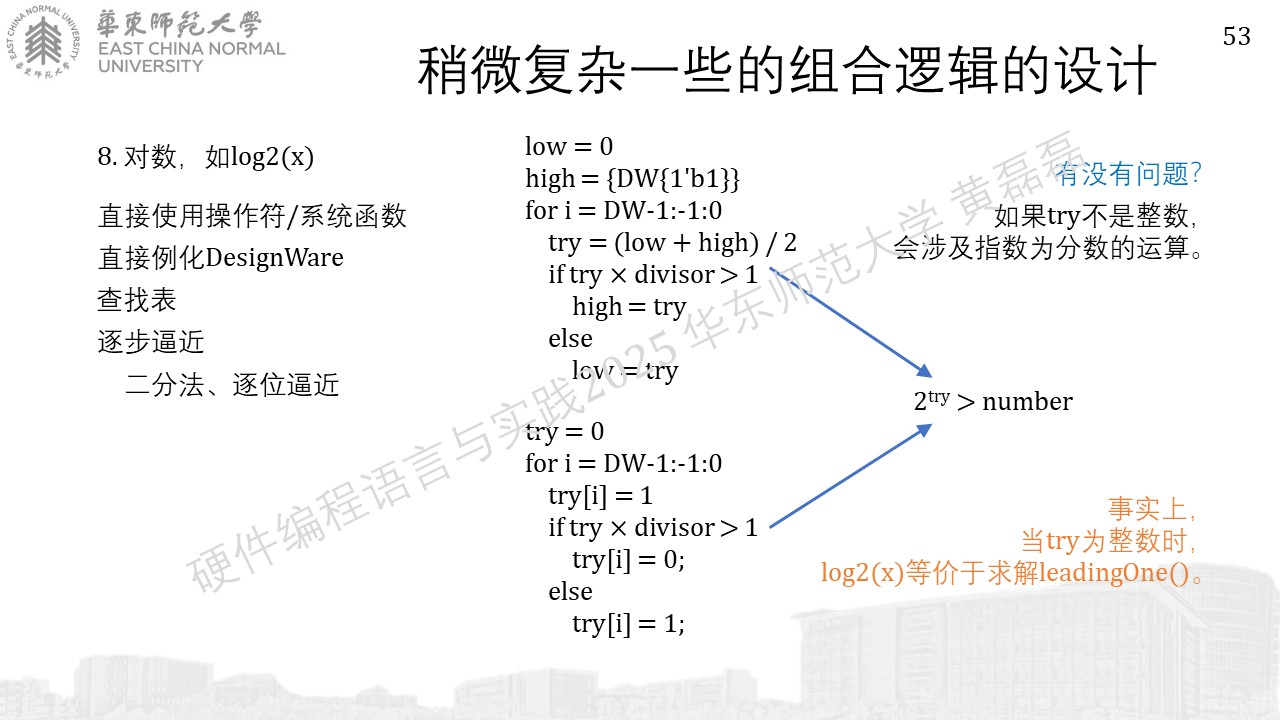 華東師範大學
EAST CHINA NORMAL
UNIVERSITY
EAST CHINA NORMAL UNIVERSITY
華東师范大學
53
稍微复杂一些的组合逻辑的设计
8. 对数，如log2(x)
直接使用操作符/系统函数
直接例化DesignWare
查找表
逐步逼近
二分法、逐位逼近
low = 0
high = {DW{1'b1}}
for i = DW-1:-1:0
try = (low + high) / 2
if try × divisor > 1
high = try
else
low = try
try = 0
for i = DW-1:-1:0
try[i] = 1
if try × divisor > 1
try[i] = 0;
else
try[i] = 1;
有没有问题？
如果try不是整数，
会涉及指数为分数的运算。
2^try > number
事实上，
当try为整数时，
log2(x)等价于求解leadingOne()。
硬件编程语言与实践2025 华东师范大学 黄磊磊